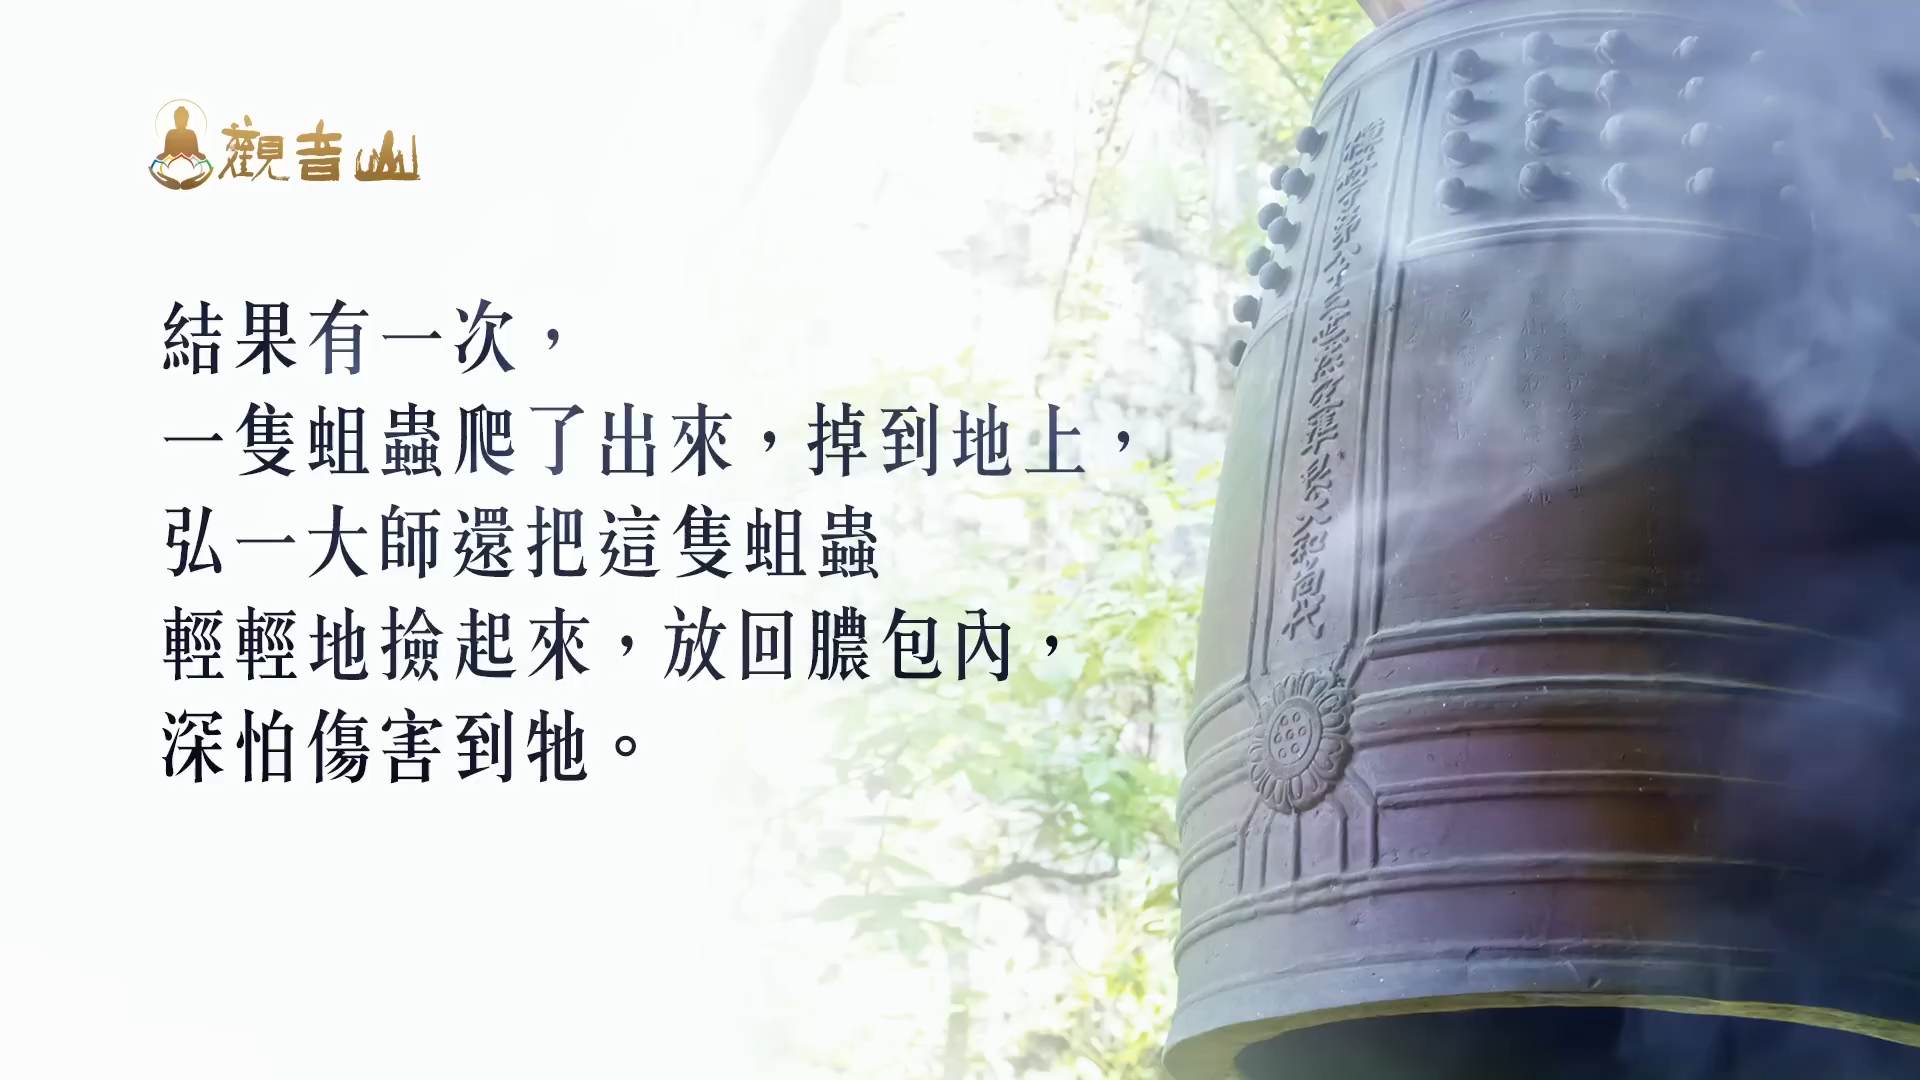 觀音山
結果有一次，
一隻蛆蟲爬了出來，掉到地上，
弘一大師還把這隻蛆蟲
輕輕地撿起來，放回膿包內，
深怕傷害到牠。